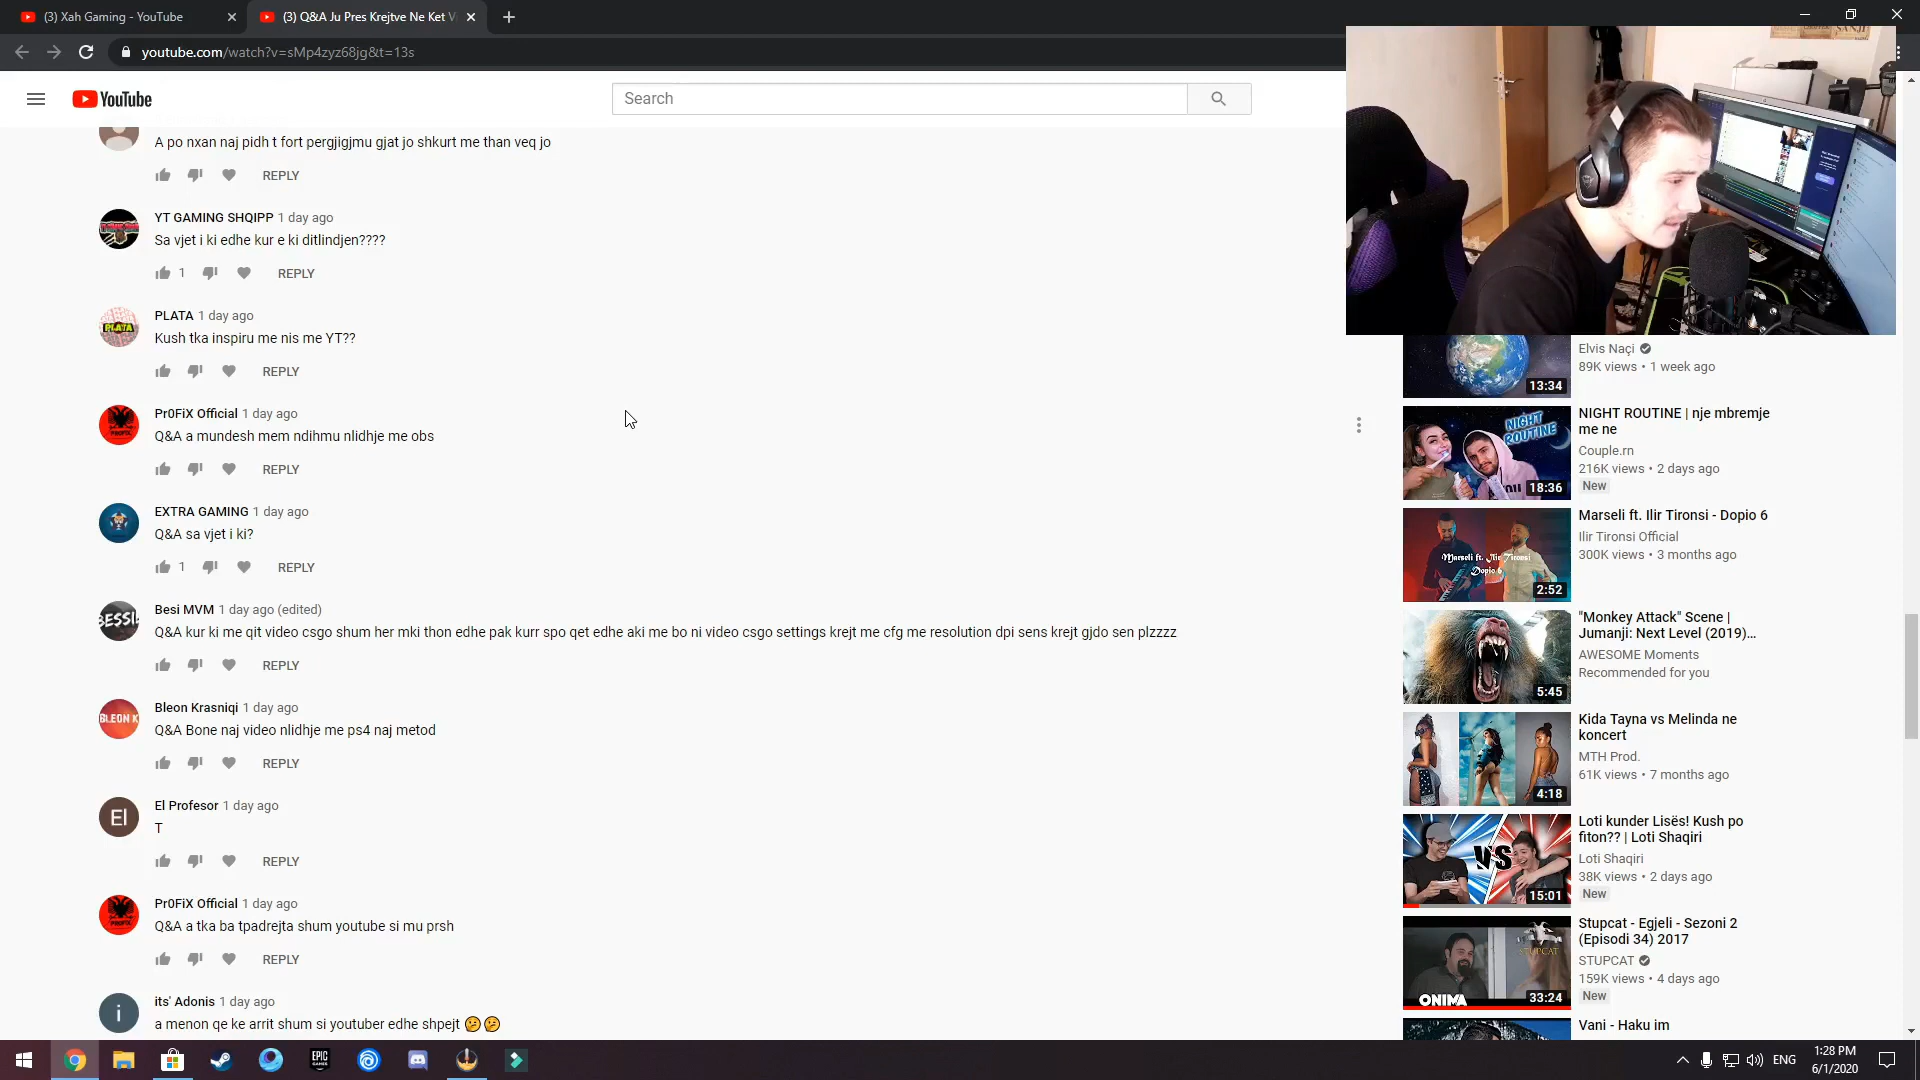 (3) Xah Gaming - YouTube
(3) Q&A Ju Pres Krejtve Ne Ket V
youtube.com/watch?v=sMp4zyz68jg&t=13s
YouTube
Search
A po nxan naj pidh t fort pergjigjmu gjat jo shkurt me than veq jo
REPLY
YT GAMING SHQIPP 1 day ago
Sa vjet i ki edhe kur e ki ditlindjen????
1 REPLY
PLATA 1 day ago
Kush tka inspiru me nis me YT??
REPLY
Pr0FiX Official 1 day ago
Q&A a mundesh mem ndihmu nlidhje me obs
REPLY
EXTRA GAMING 1 day ago
Q&A sa vjet i ki?
1 REPLY
Besi MVM 1 day ago (edited)
Q&A kur ki me qit video csgo shum her mki thon edhe pak kurr spo qet edhe aki me bo ni video csgo settings krejt me cfg me resolution dpi sens krejt gjdo sen plzzzz
REPLY
Bleon Krasniqi 1 day ago
Q&A Bone naj video nlidhje me ps4 naj metod
REPLY
El Profesor 1 day ago
El
T
REPLY
Pr0FiX Official 1 day ago
Q&A a tka ba tpadrejta shum youtube si mu prsh
REPLY
its' Adonis 1 day ago
i
a menon qe ke arrit shum si youtuber edhe shpejt 🤔🤔
Elvis Naçi
89K views • 1 week ago
13:34
NIGHT ROUTINE | nje mbremje
me ne
Couple.rn
216K views • 2 days ago
New
NIGHT
ROUTINE
18:36
Marseli ft. Ilir Tironsi - Dopio 6
Ilir Tironsi Official
300K views • 3 months ago
Marseli ft. Ilir Tironsi
Dopio 6
2:52
"Monkey Attack" Scene |
Jumanji: Next Level (2019)...
AWESOME Moments
Recommended for you
5:45
Kida Tayna vs Melinda ne
koncert
MTH Prod.
61K views • 7 months ago
4:18
Loti kunder Lisës! Kush po
fiton?? | Loti Shaqiri
Loti Shaqiri
38K views • 2 days ago
New
VS
15:01
Stupcat - Egjeli - Sezoni 2
(Episodi 34) 2017
STUPCAT
159K views • 4 days ago
New
STUPCAT
ONIMA
33:24
Vani - Haku im
EPIC
GAMES
ENG
1:28 PM
6/1/2020